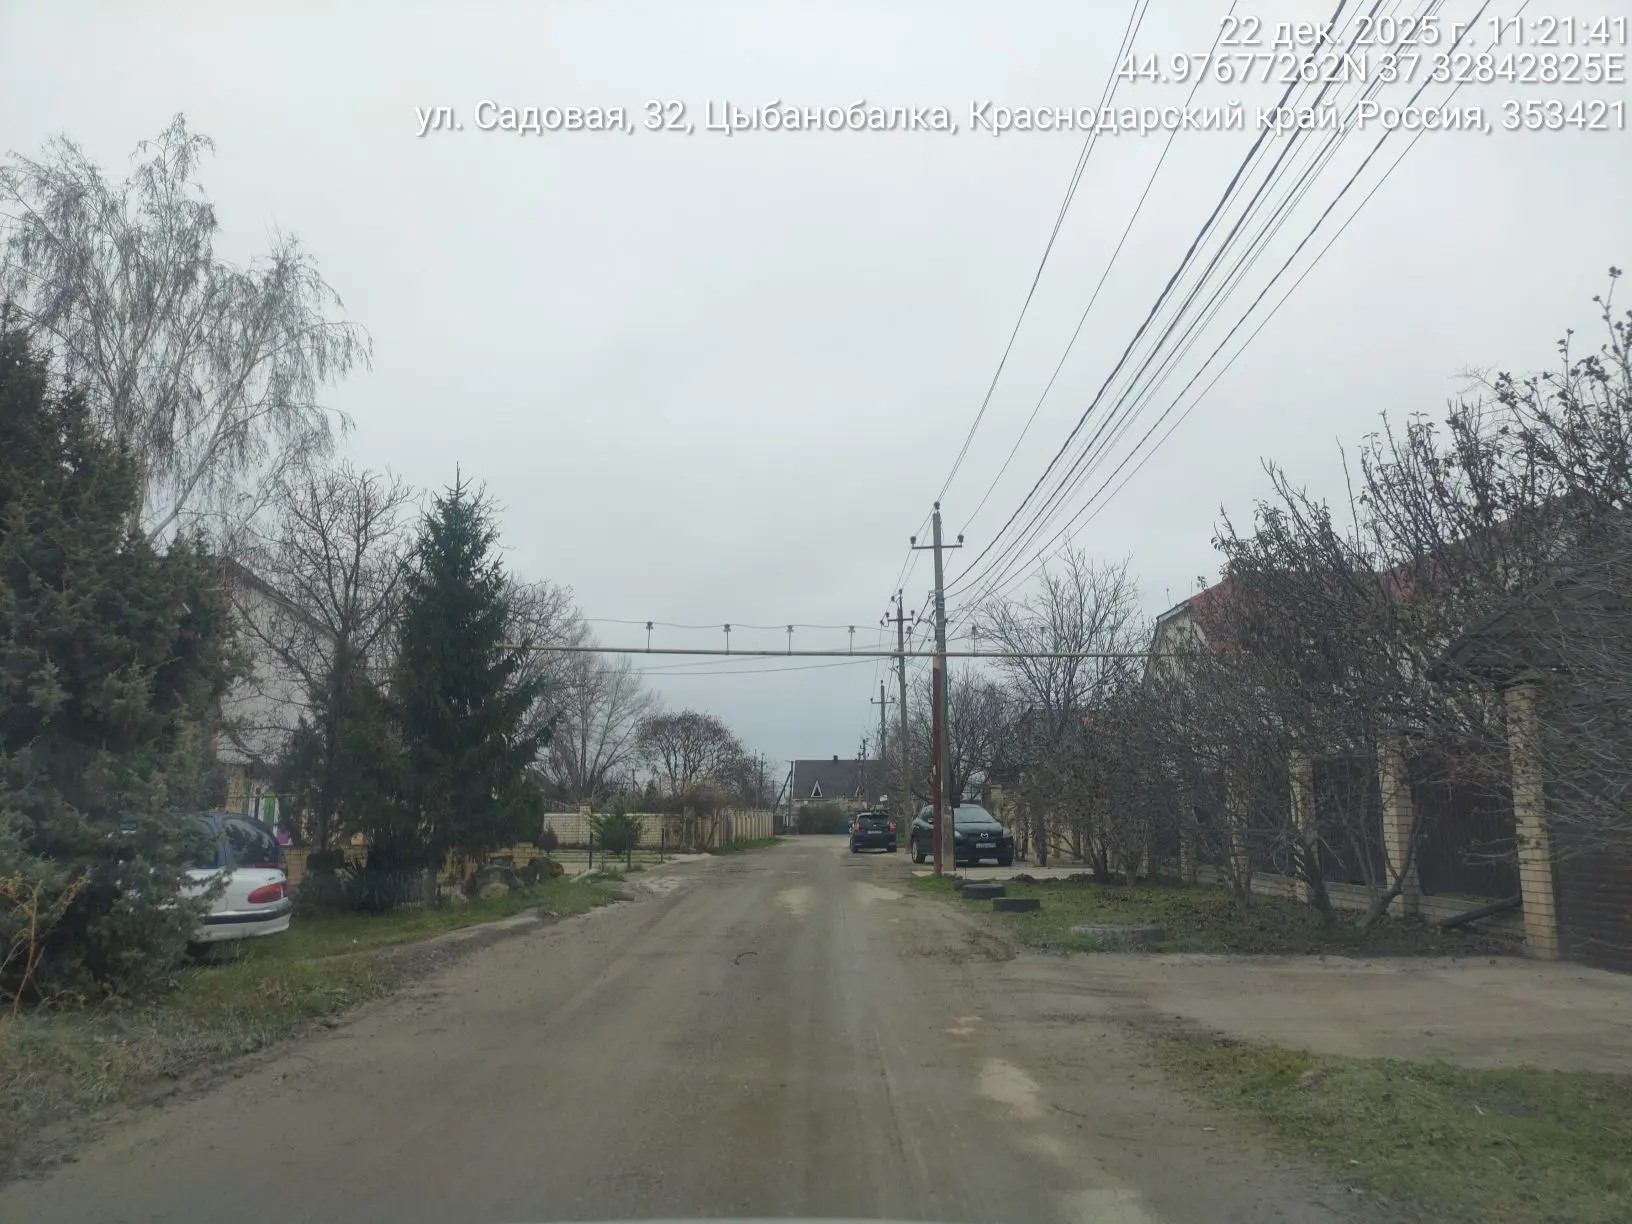 22 дек. 2025 г. 11:21:41
44.97677262N 37.32842825E
ул. Садовая, 32, Цыбанобалка, Краснодарский край, Россия, 353421